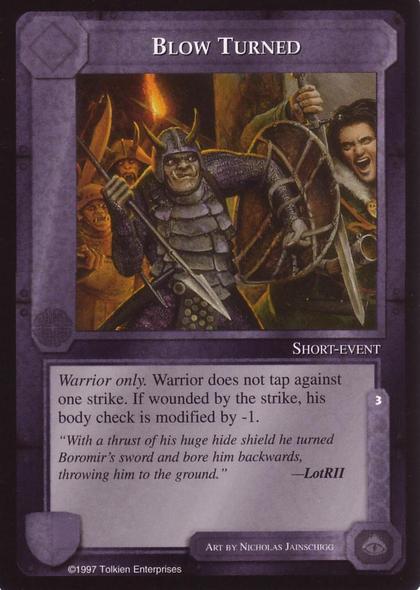 BLOW TURNED
SHORT-EVENT
Warrior only. Warrior does not tap against
one strike. If wounded by the strike, his
body check is modified by -1.
3
“With a thrust of his huge hide shield he turned
Boromir's sword and bore him backwards,
throwing him to the ground.” —LotRII
ART BY NICHOLAS JAINSCHIGG
©1997 Tolkien Enterprises